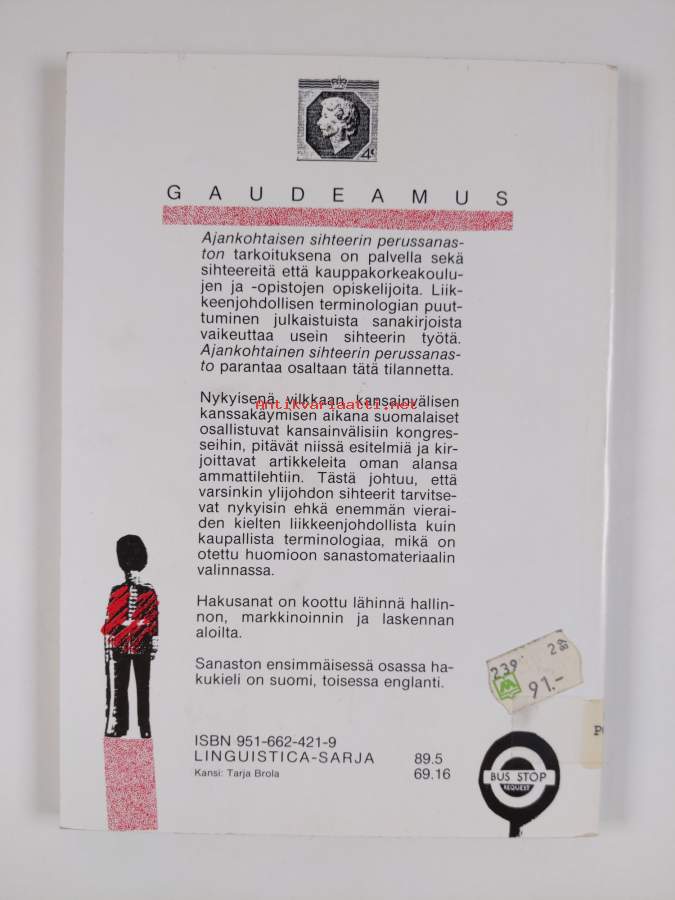 4
GAUDEAMUS
Ajankohtaisen sihteerin perussanas-
ton tarkoituksena on palvella sekä
sihteereitä että kauppakorkeakoulu-
jen ja -opistojen opiskelijoita. Liik-
keenjohdollisen terminologian puut-
tuminen julkaistuista sanakirjoista
vaikeuttaa usein sihteerin työtä.
Ajankohtainen sihteerin perussanas-
to parantaa osaltaan tätä tilannetta.
Nykyisenä vilkkaan kansainvälisen
Antikvariaatti.net
kanssakäymisen aikana suomalaiset
osallistuvat kansainvälisiin kongres-
seihin, pitävät niissä esitelmiä ja kir-
joittavat artikkeleita oman alansa
ammattilehtiin. Tästä johtuu, että
varsinkin ylijohdon sihteerit tarvitse-
vat nykyisin ehkä enemmän vierai-
den kielten liikkeenjohdollista kuin
kaupallista terminologiaa, mikä on
otettu huomioon sanastomateriaalin
valinnassa.
Hakusanat on koottu lähinnä hallin-
non, markkinoinnin ja laskennan
aloilta.
Sanaston ensimmäisessä osassa ha-
kukieli on suomi, toisessa englanti.
239
91.-
ISBN 951-662-421-9
LINGUISTICA-SARJA 89.5
Kansi: Tarja Brola 69.16
BUS STOP
REQUEST